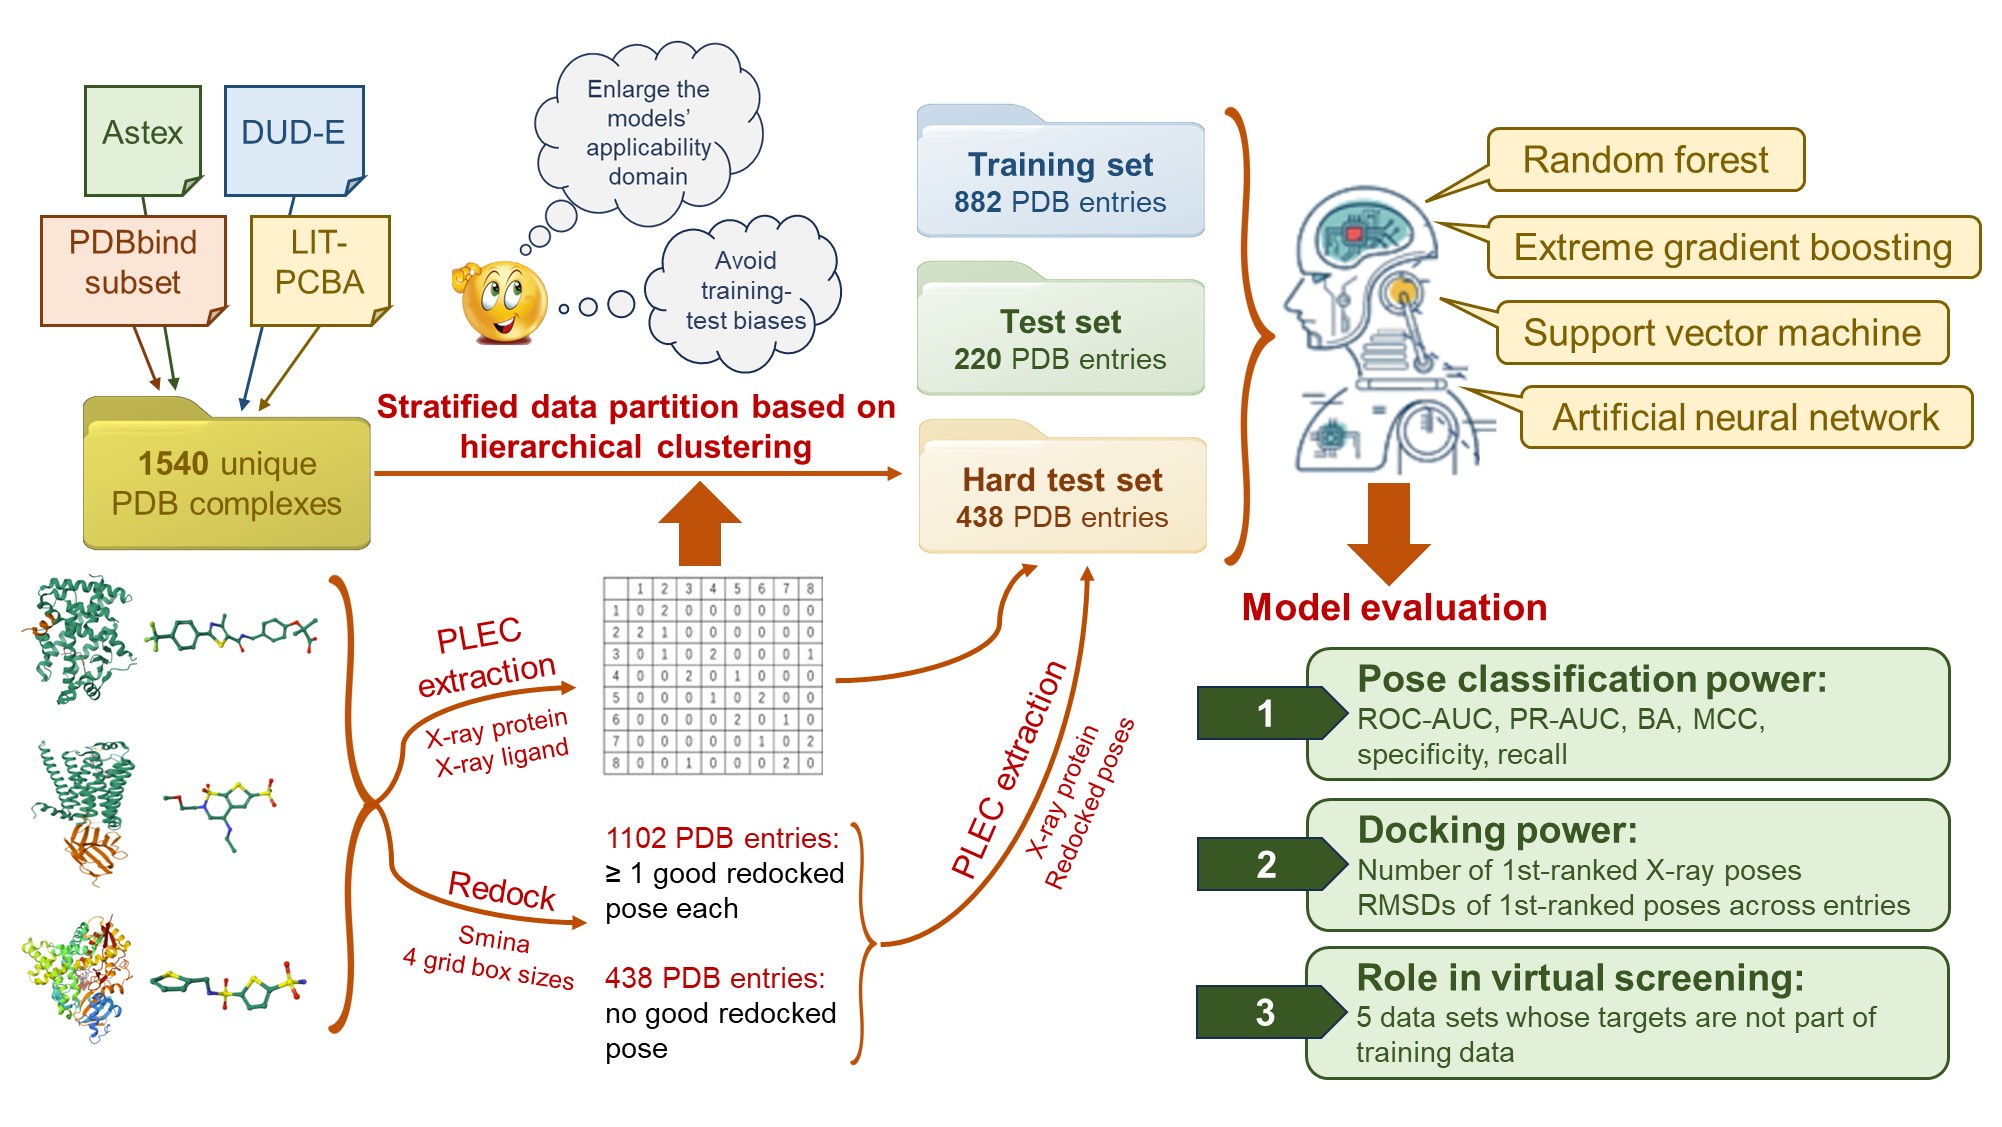 Astex
DUD-E
PDBbind
subset
LIT-
PCBA
1540 unique
PDB complexes
Enlarge the
models’
applicability
domain
Avoid
training-
test biases
Stratified data partition based on
hierarchical clustering
Training set
882 PDB entries
Test set
220 PDB entries
Hard test set
438 PDB entries
Random forest
Extreme gradient boosting
Support vector machine
Artificial neural network
PLEC
extraction
X-ray protein
X-ray ligand
1 2 3 4 5 6 7 8
1 0 2 0 0 0 0 0 0
2 2 1 0 0 0 0 0 0
3 0 1 0 2 0 0 0 1
4 0 0 2 0 1 0 0 0
5 0 0 0 1 0 2 0 0
6 0 0 0 0 2 0 1 0
7 0 0 0 0 0 1 0 2
8 0 0 1 0 0 0 2 0
Redock
Smina
4 grid box sizes
1102 PDB entries:
≥ 1 good redocked
pose each
438 PDB entries:
no good redocked
pose
PLEC extraction
X-ray protein
Redocked poses
Model evaluation
1
Pose classification power:
ROC-AUC, PR-AUC, BA, MCC,
specificity, recall
2
Docking power:
Number of 1st-ranked X-ray poses
RMSDs of 1st-ranked poses across entries
3
Role in virtual screening:
5 data sets whose targets are not part of
training data